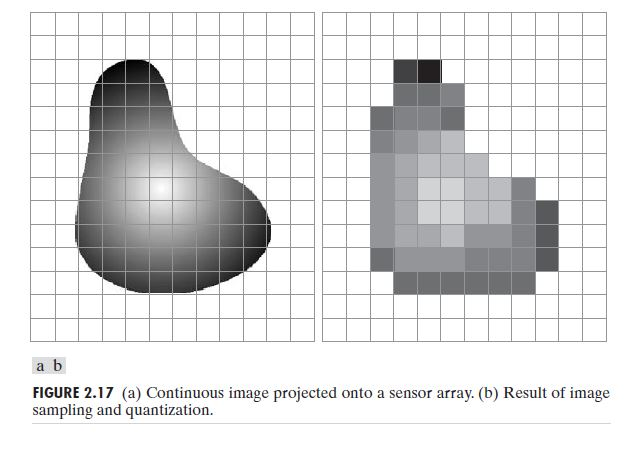 a b
FIGURE 2.17 (a) Continuous image projected onto a sensor array. (b) Result of image
sampling and quantization.